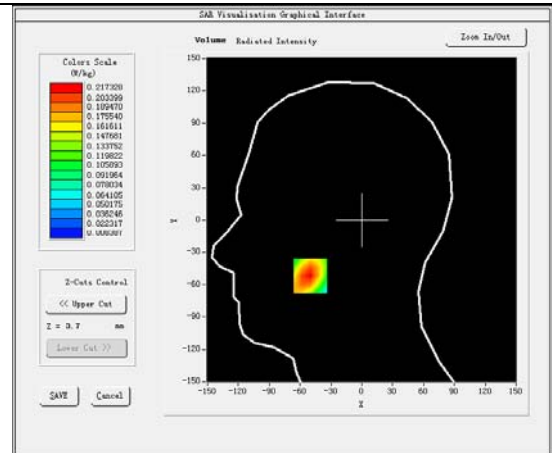 SAR Visualisation Graphical Interface
Volume Radiated Intensity
Zoom In/Out
Colors Scale
(W/kg)
0.217328
0.203399
0.189470
0.175540
0.161611
0.147681
0.133752
0.119822
0.105893
0.091964
0.078034
0.064105
0.050175
0.036246
0.022317
0.008387
Z-Cuts Control
<< Upper Cut
Z = 3.7 mm
Lower Cut >>
SAVE Cancel
150
120
90
60
30
0
-30
-60
-90
-120
-150
Y
-150 -120 -90 -60 -30 0 30 60 90 120 150
X